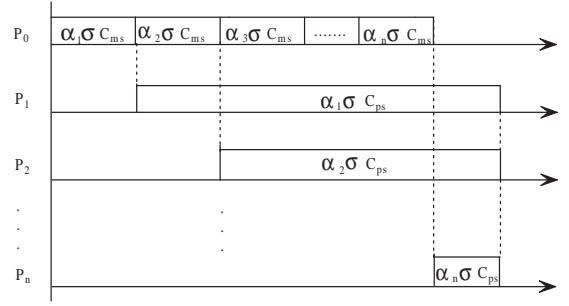 P₀ α₁σ Cₘₛ α₂σ Cₘₛ α₃σ Cₘₛ ....... αₙσ Cₘₛ
P₁ α₁σ Cₚₛ
P₂ α₂σ Cₚₛ
. .
. .
. .
Pₙ αₙσ Cₚₛ